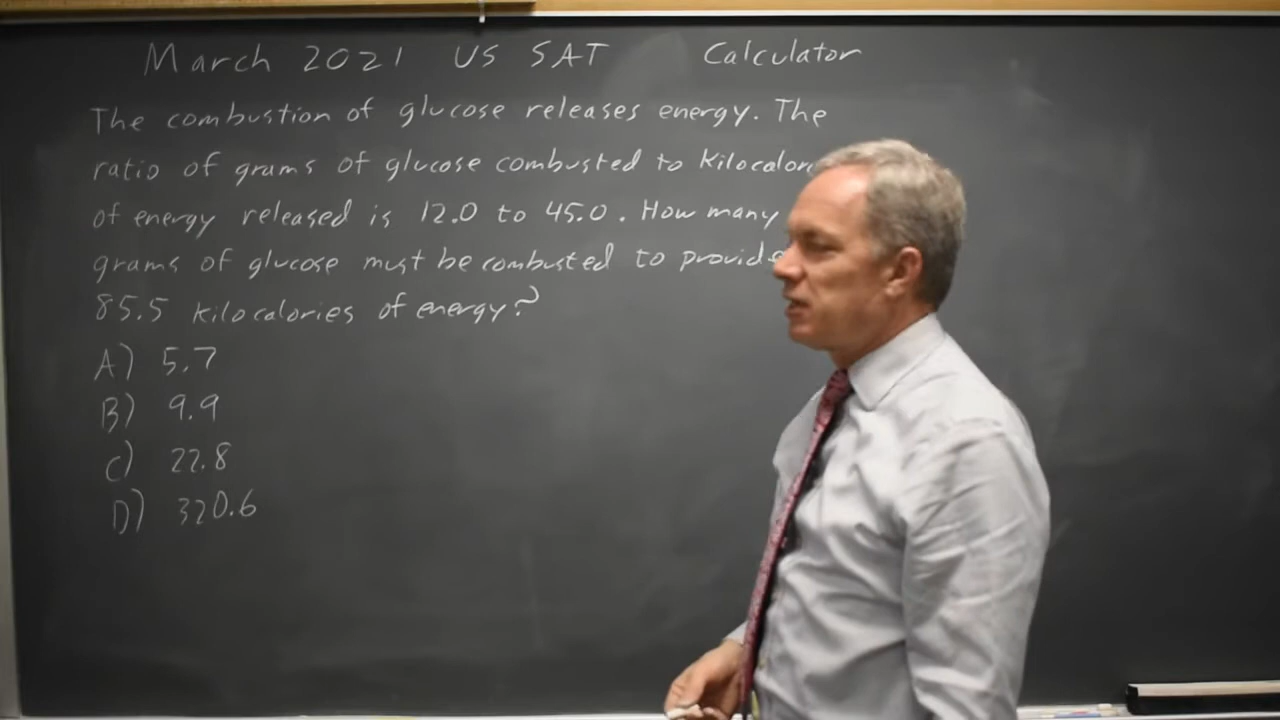 March 2021 US SAT Calculator
The combustion of glucose releases energy. The
ratio of grams of glucose combusted to kilocalor
of energy released is 12.0 to 45.0. How many
grams of glucose must be combusted to provide
85.5 kilocalories of energy?
A) 5.7
B) 9.9
C) 22.8
D) 320.6